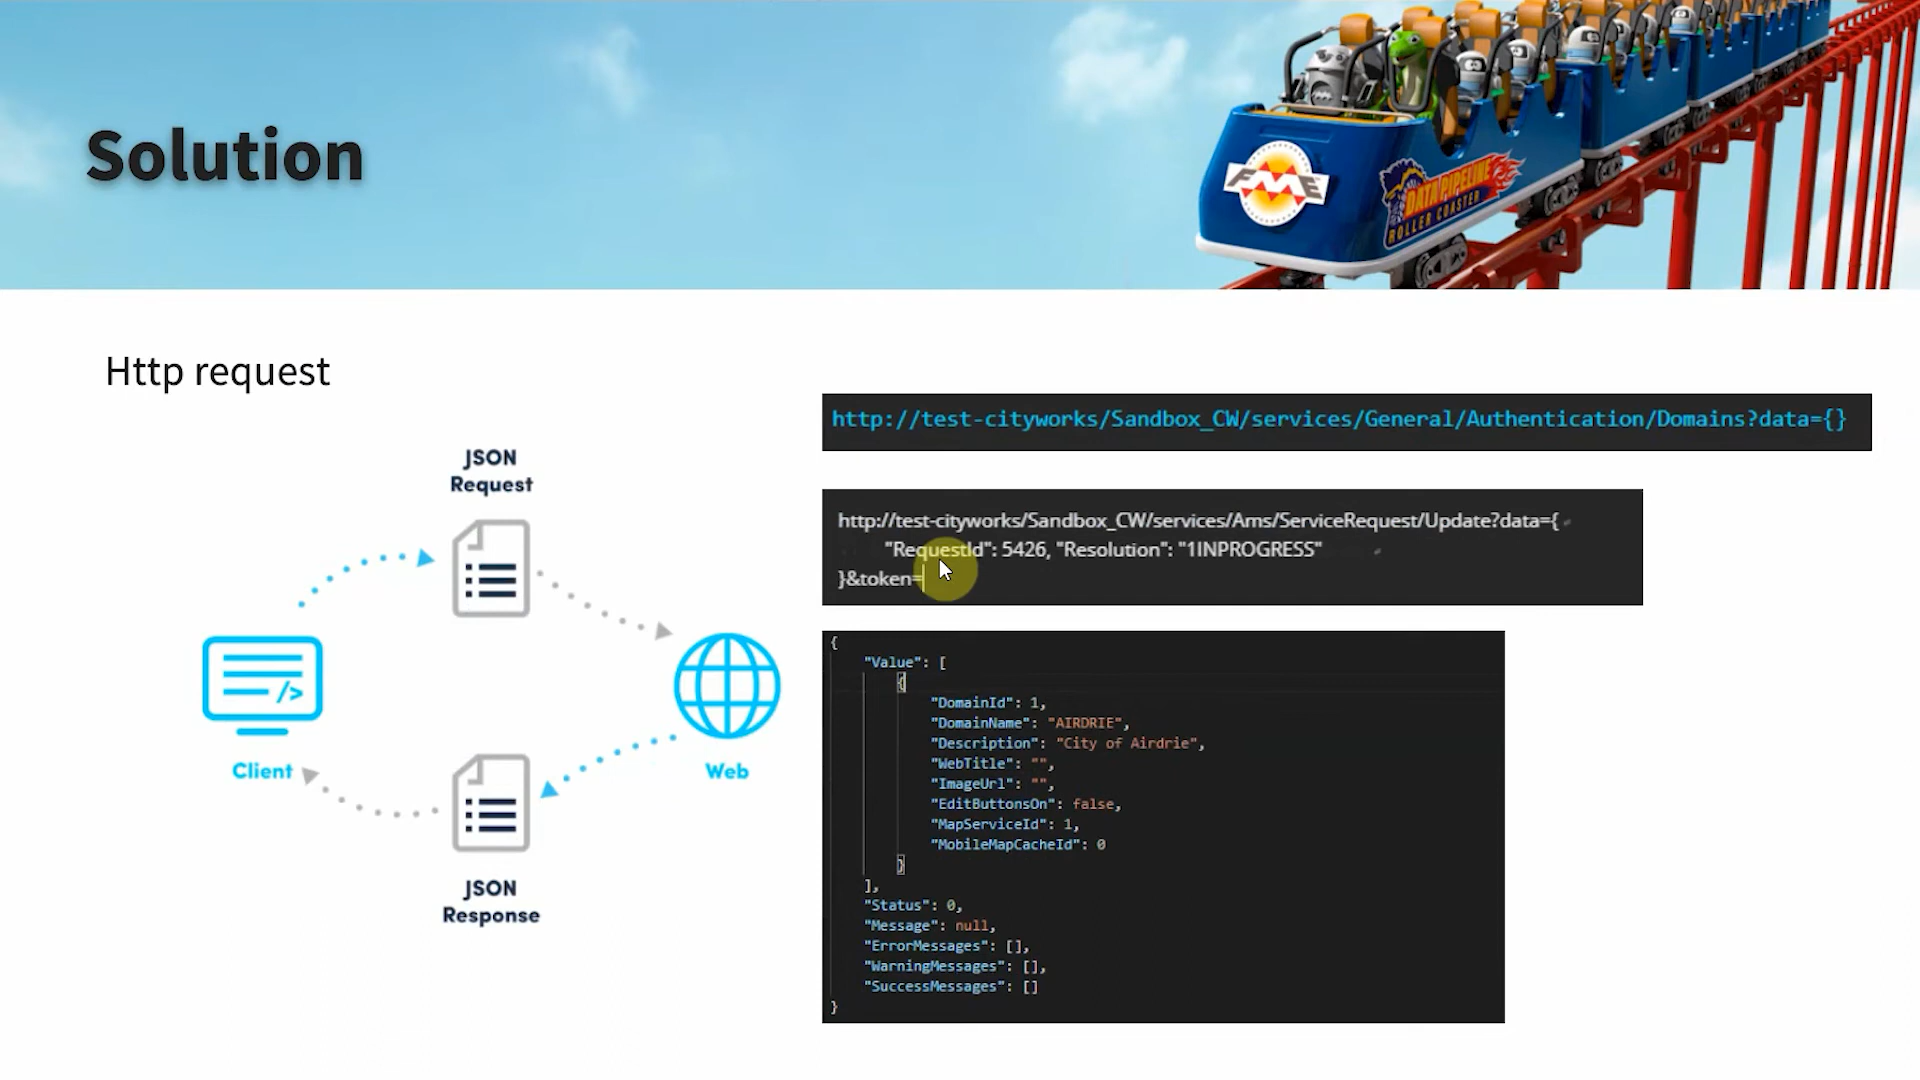 Solution
FME
DATA PIPELINE
ROLLER COASTER
Http request
JSON
Request
Client
Web
JSON
Response
</>
http://test-cityworks/Sandbox_CW/services/General/Authentication/Domains?data={}
http://test-cityworks/Sandbox_CW/services/Ams/ServiceRequest/Update?data={
"RequestId": 5426, "Resolution": "1INPROGRESS"
}&token=
{
"Value": [
{
"DomainId": 1,
"DomainName": "AIRDRIE",
"Description": "City of Airdrie",
"WebTitle": "",
"ImageUrl": "",
"EditButtonsOn": false,
"MapServiceId": 1,
"MobileMapCacheId": 0
}
],
"Status": 0,
"Message": null,
"ErrorMessages": [],
"WarningMessages": [],
"SuccessMessages": []
}